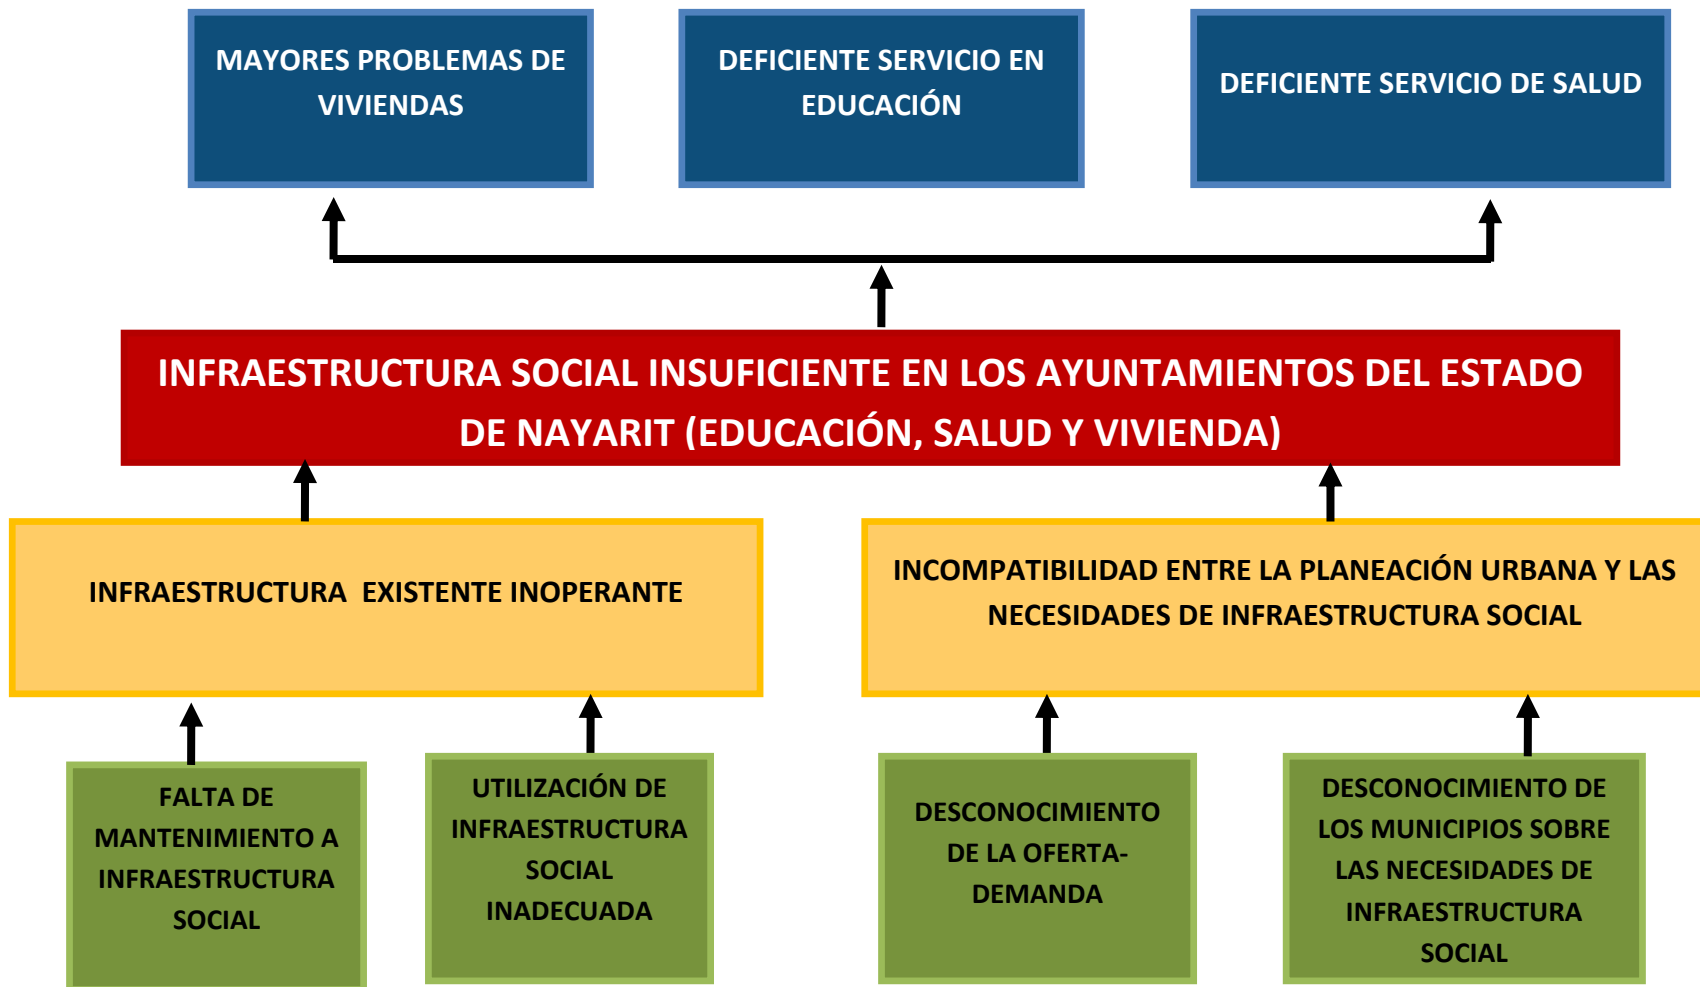 MAYORES PROBLEMAS DE
VIVIENDAS
DEFICIENTE SERVICIO EN
EDUCACIÓN
DEFICIENTE SERVICIO DE SALUD
INFRAESTRUCTURA SOCIAL INSUFICIENTE EN LOS AYUNTAMIENTOS DEL ESTADO
DE NAYARIT (EDUCACIÓN, SALUD Y VIVIENDA)
INFRAESTRUCTURA EXISTENTE INOPERANTE
INCOMPATIBILIDAD ENTRE LA PLANEACIÓN URBANA Y LAS
NECESIDADES DE INFRAESTRUCTURA SOCIAL
FALTA DE
MANTENIMIENTO A
INFRAESTRUCTURA
SOCIAL
UTILIZACIÓN DE
INFRAESTRUCTURA
SOCIAL
INADECUADA
DESCONOCIMIENTO
DE LA OFERTA-
DEMANDA
DESCONOCIMIENTO DE
LOS MUNICIPIOS SOBRE
LAS NECESIDADES DE
INFRAESTRUCTURA
SOCIAL